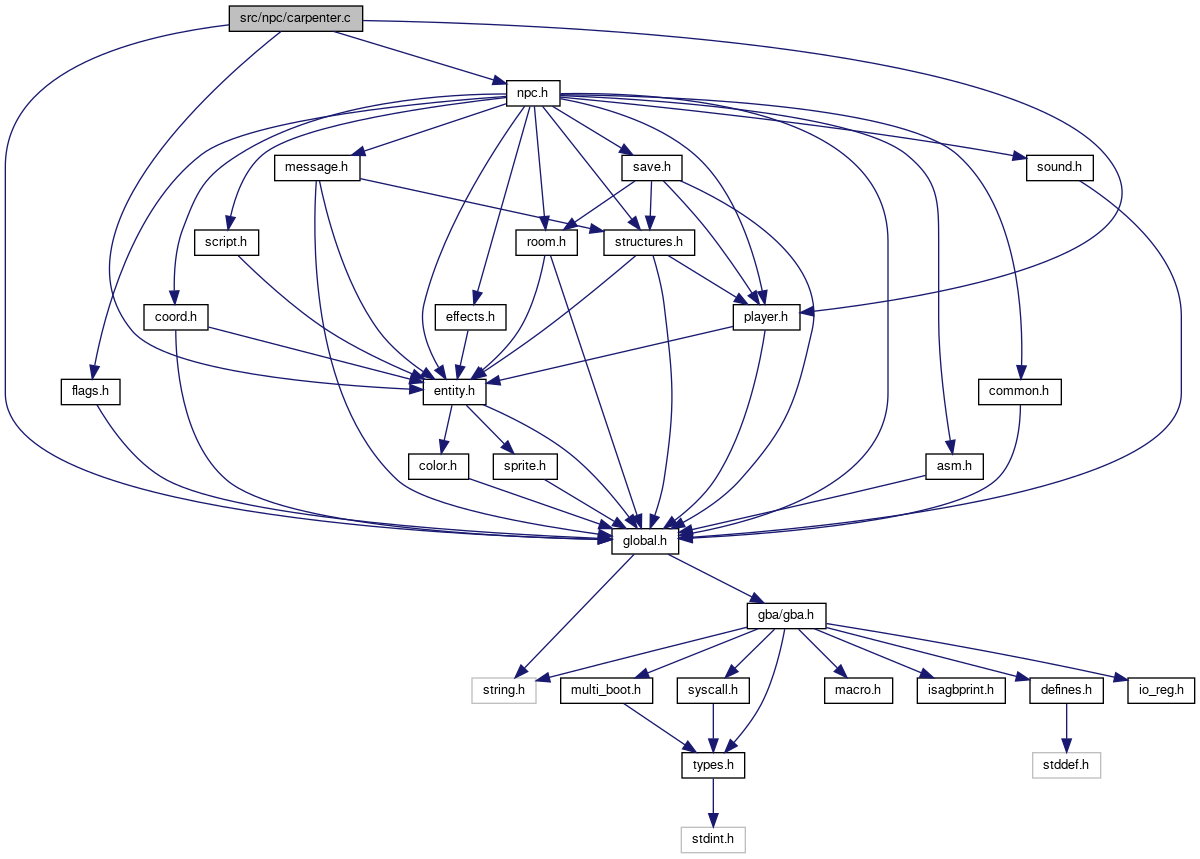 src/npc/carpenter.c
npc.h
message.h
save.h
sound.h
script.h
room.h
structures.h
coord.h
effects.h
player.h
flags.h
entity.h
common.h
color.h
sprite.h
asm.h
global.h
gba/gba.h
string.h
multi_boot.h
syscall.h
macro.h
isagbprint.h
defines.h
io_reg.h
types.h
stddef.h
stdint.h